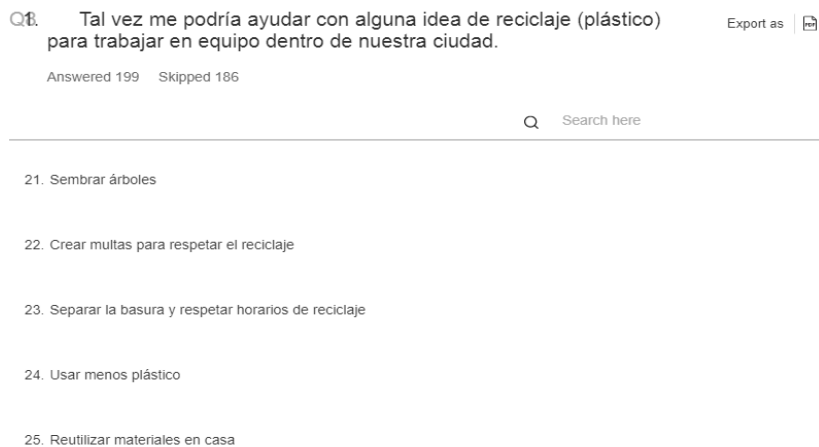 Tal vez me podría ayudar con alguna idea de reciclaje (plástico)
para trabajar en equipo dentro de nuestra ciudad.
Export as
PDF
Answered 199 Skipped 186
Search here
21. Sembrar árboles
22. Crear multas para respetar el reciclaje
23. Separar la basura y respetar horarios de reciclaje
24. Usar menos plástico
25. Reutilizar materiales en casa